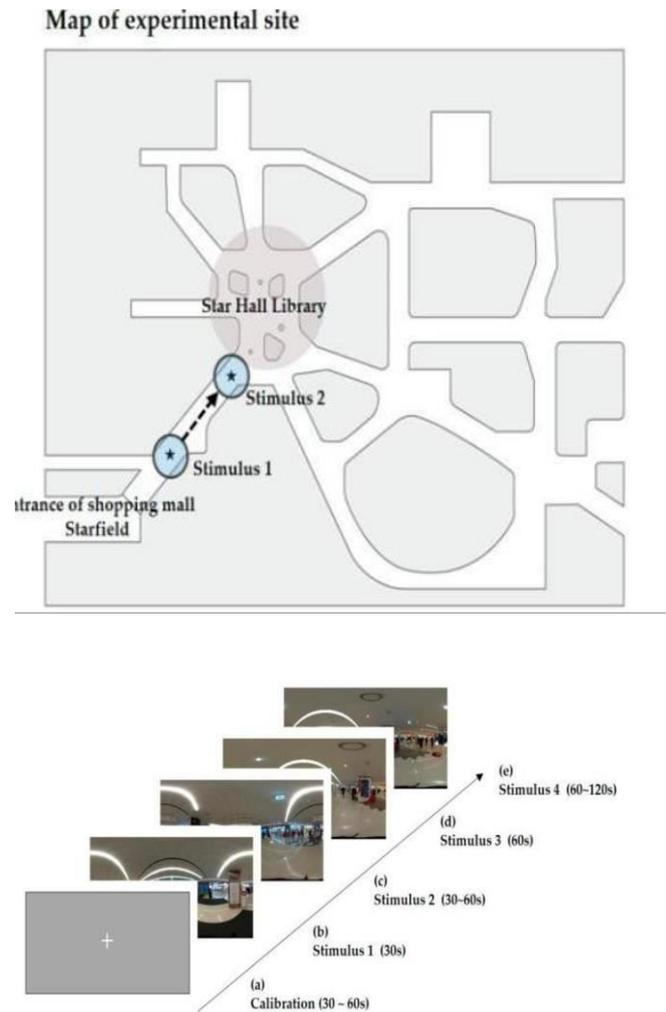 Map of experimental site
Star Hall Library
Stimulus 2
Stimulus 1
ntrance of shopping mall
Starfield
(e)
Stimulus 4 (60~120s)
(d)
Stimulus 3 (60s)
(c)
Stimulus 2 (30~60s)
(b)
Stimulus 1 (30s)
(a)
Calibration (30 ~ 60s)